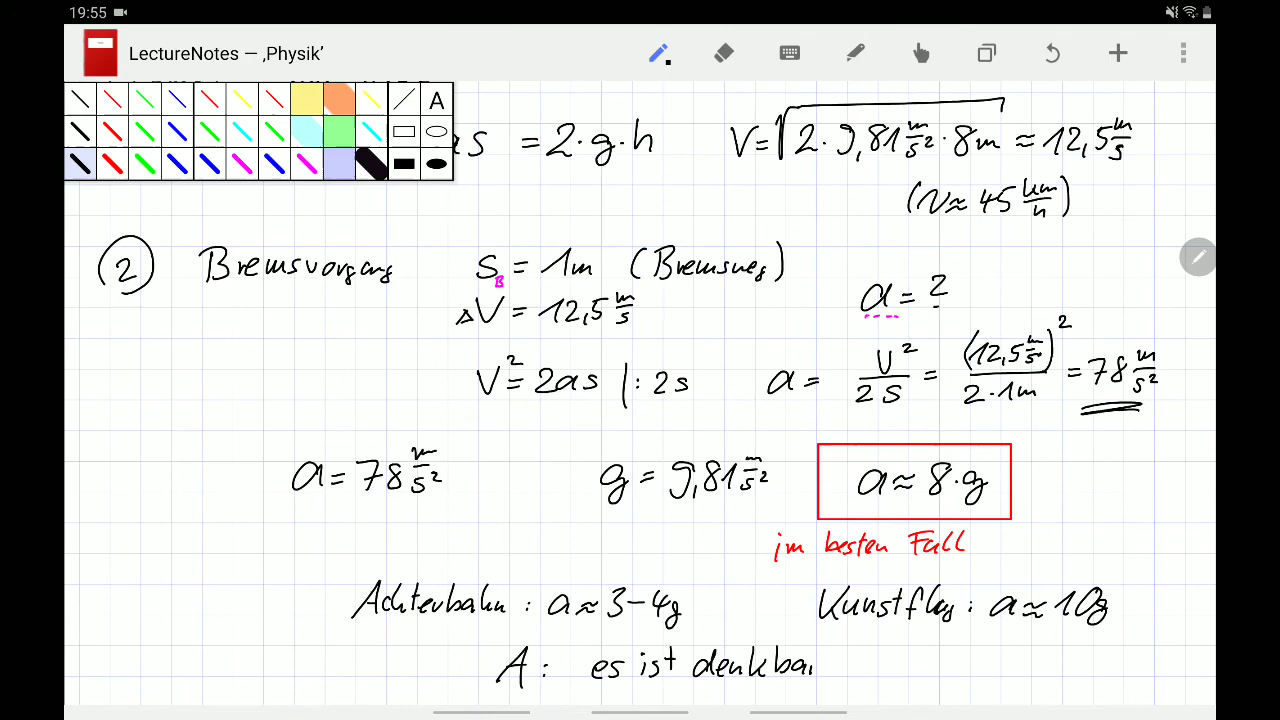 19:55
LectureNotes — ‚Physik’
A
as = 2·g·h V = √2·9,81 m/s² · 8m ≈ 12,5 m/s
(V ≈ 45 km/h)
② Bremsvorgang S_B = 1m (Bremsweg)
ΔV = 12,5 m/s a = ?
V² = 2as |: 2s a = V²/2S = (12,5 m/s)²/2·1m = 78 m/s²
a = 78 m/s² g = 9,81 m/s² a ≈ 8·g
im besten Fall
Achterbahn : a ≈ 3–4g Kunstflug : a ≈ 10g
A : es ist denkbar